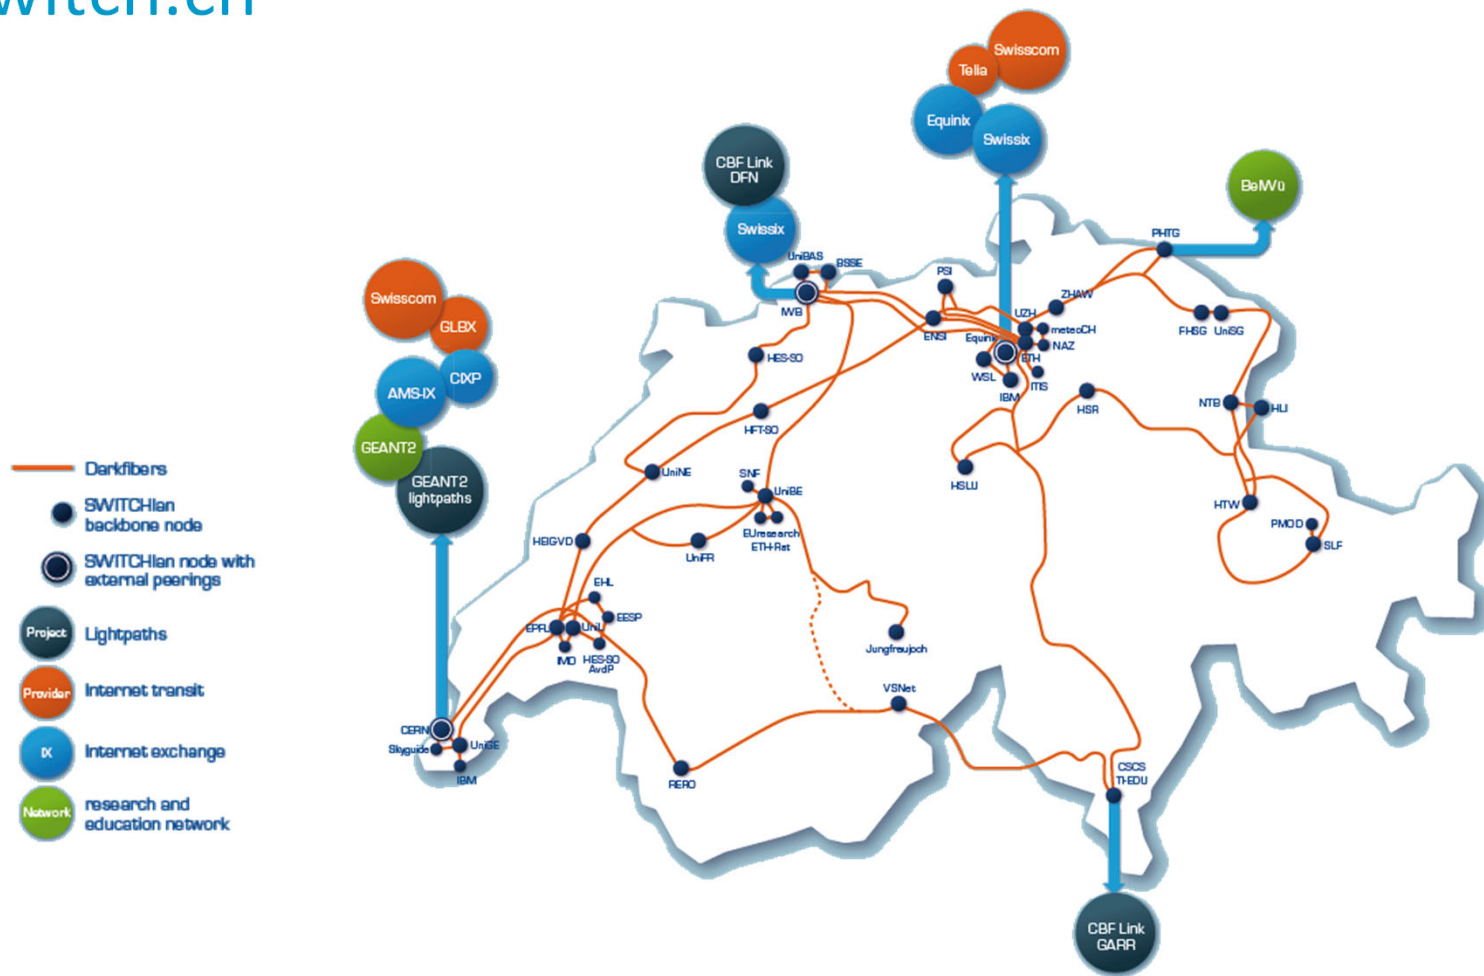 witch.ch
Swisscom
Telia
Equinix
Swissix
CBF Link
DFN
Swissix
BelWü
Swisscom
GLBX
CIXP
AMS-IX
GEANT2
GEANT2
lightpaths
Darkfibers
SWITCHlan
backbone node
SWITCHlan node with
external peerings
Project
Lightpaths
Provider
Internet transit
IX
Internet exchange
Network
research and
education network
PHTG
UniBAS
BSSE
IWB
PSI
ENSI
ZHAW
UZH
meteoCH
NAZ
ETH
Equinix
WSL
IBM
ITIS
FHSG
UniSG
HES-SO
HFT-SO
HSR
NTB
HLI
UniNE
SNF
UniBE
EUresearch
ETH-Rat
HSLU
HTW
PMOD
SLF
HEIGVD
UniFR
EHL
EESP
EPFL
UniL
IMD
HES-SO
AvdP
Jungfraujoch
VSNet
CERN
Skyguide
UniGE
IBM
RERO
CSCS
TI-EDU
CBF Link
GARR